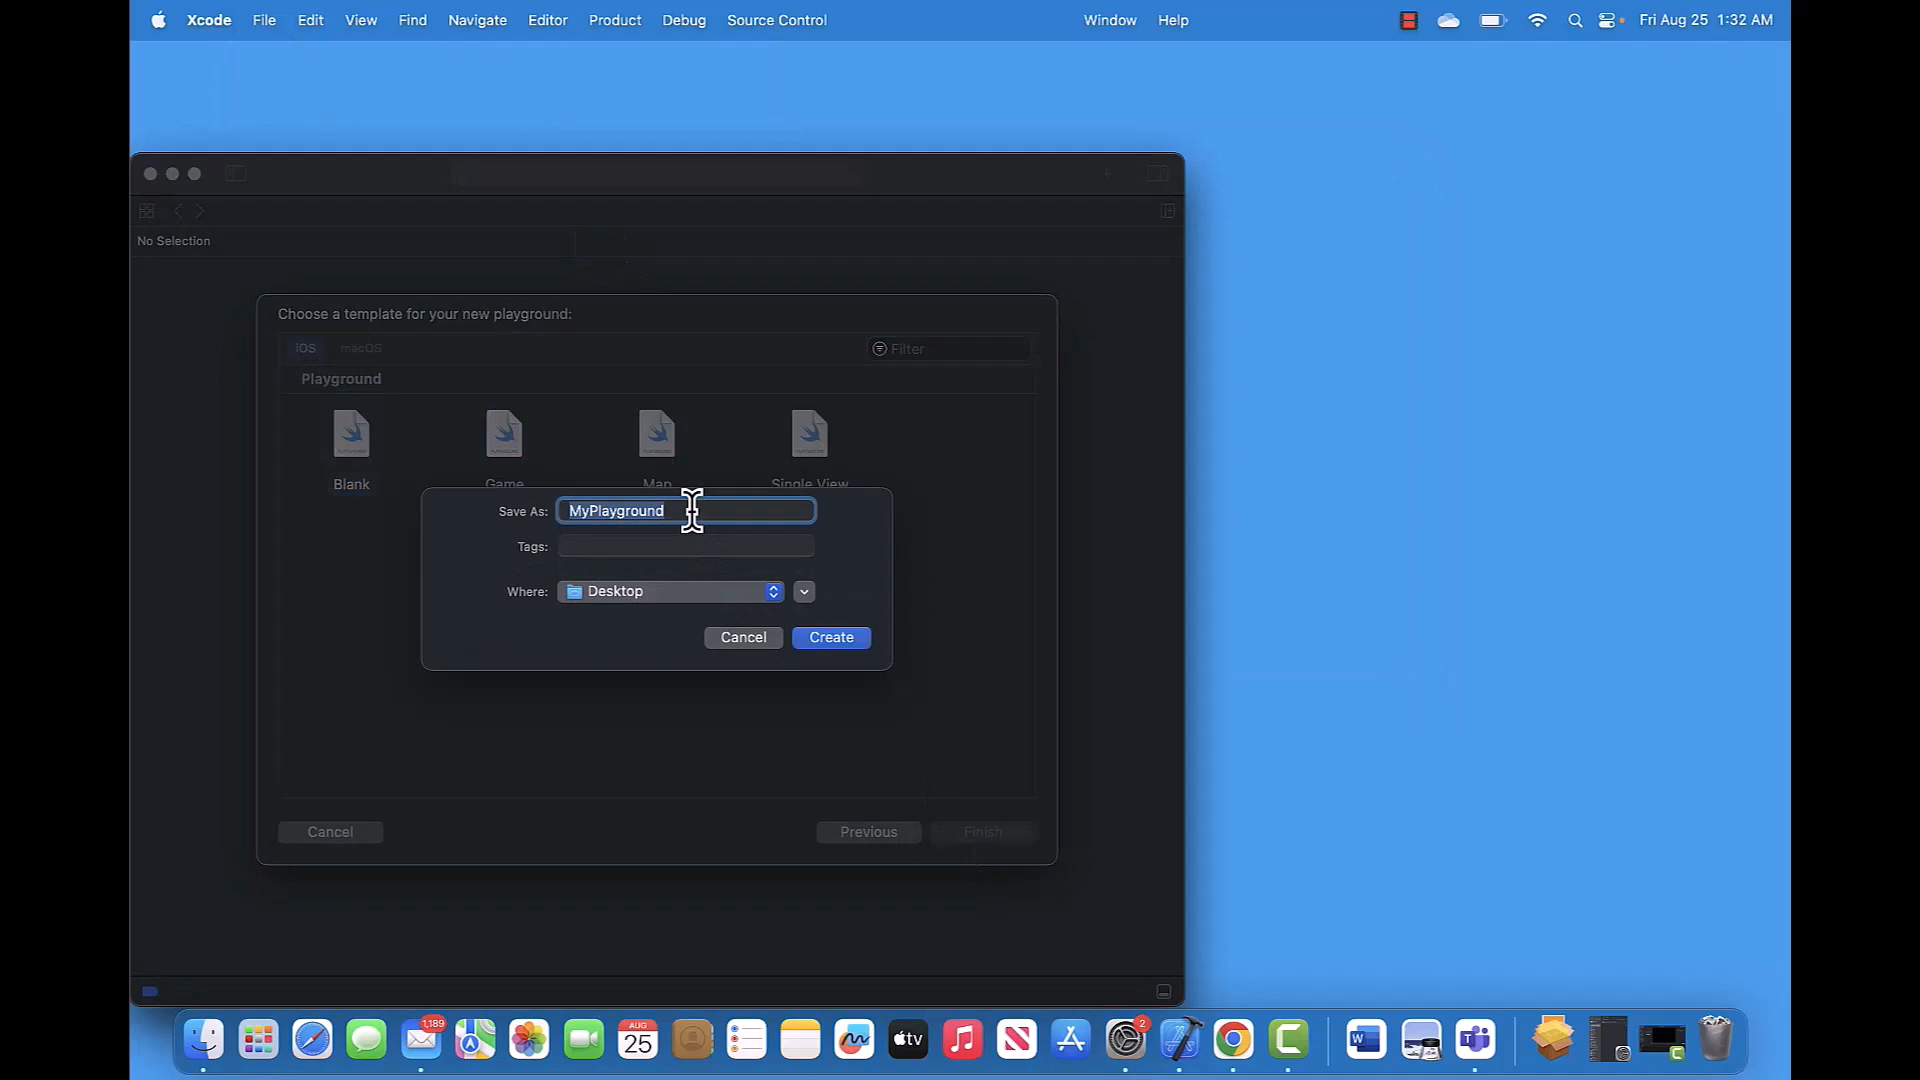 Xcode File Edit View Find Navigate Editor Product Debug Source Control Window Help Fri Aug 25 1:32 AM
No Selection
Choose a template for your new playground:
iOS macOS Filter
Playground
Blank Game Map Single View
Save As: MyPlayground
Tags:
Where: Desktop
Cancel Create
Cancel Previous Finish
1,189 AUG 25 tv 2